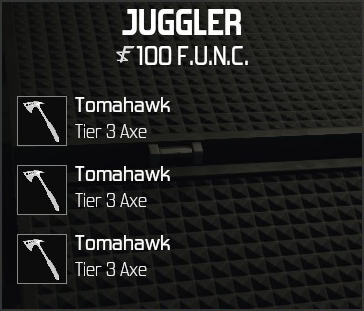 JUGGLER
100 F.U.N.C.
Tomahawk
Tier 3 Axe
Tomahawk
Tier 3 Axe
Tomahawk
Tier 3 Axe